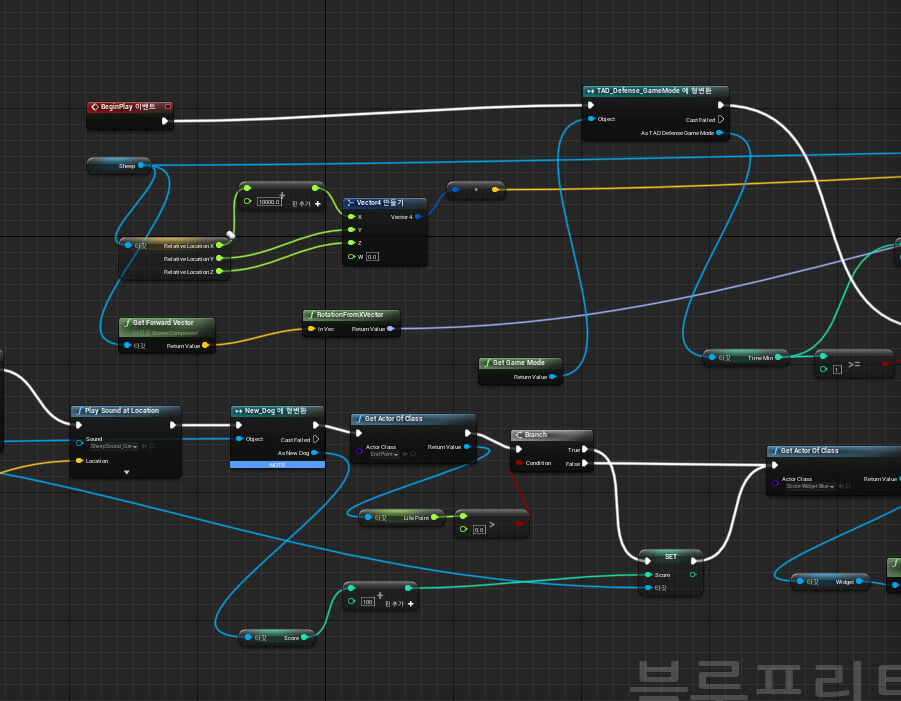 BeginPlay 이벤트
TAD_Defense_GameMode 에 형변환
Object
Cast Failed
As TAD Defense Game Mode
Sheep
10000.0
핀 추가
Vector4 만들기
X
Vector 4
Y
Z
W 0.0
타깃
Relative Location X
Relative Location Y
Relative Location Z
Get Forward Vector
타깃은 Scene Component
타깃
Return Value
RotationFromXVector
In Vec
Return Value
Get Game Mode
Return Value
타깃
Time Min
1
>=
Play Sound at Location
Sound
SheepSound_Cue
Location
New_Dog 에 형변환
Object
Cast Failed
As New Dog
NOTE
Get Actor Of Class
Actor Class
End Point
Return Value
Branch
True
Condition
False
Get Actor Of Class
Actor Class
Score Widget Blue
Return Value
타깃
Life Point
0.0
>
SET
Score
타깃
타깃
Widget
100
핀 추가
타깃
Score
블루프리